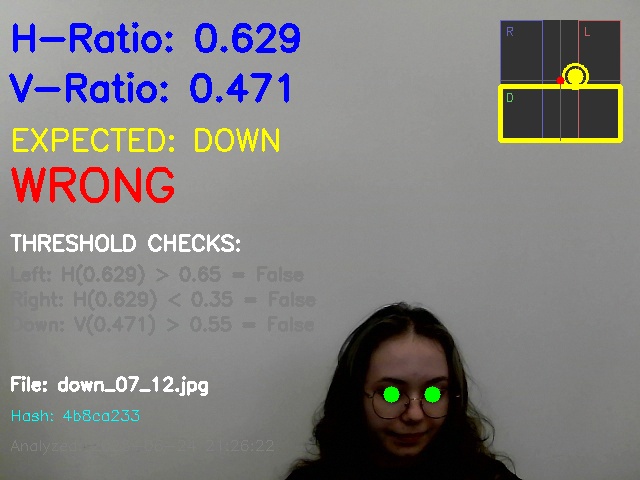 H-Ratio: 0.629
V-Ratio: 0.471
EXPECTED: DOWN
WRONG
THRESHOLD CHECKS:
Left: H(0.629) > 0.65 = False
Right: H(0.629) < 0.35 = False
Down: V(0.471) > 0.55 = False
File: down_07_12.jpg
Hash: 4b8ca233
Analyzed:
R L
D